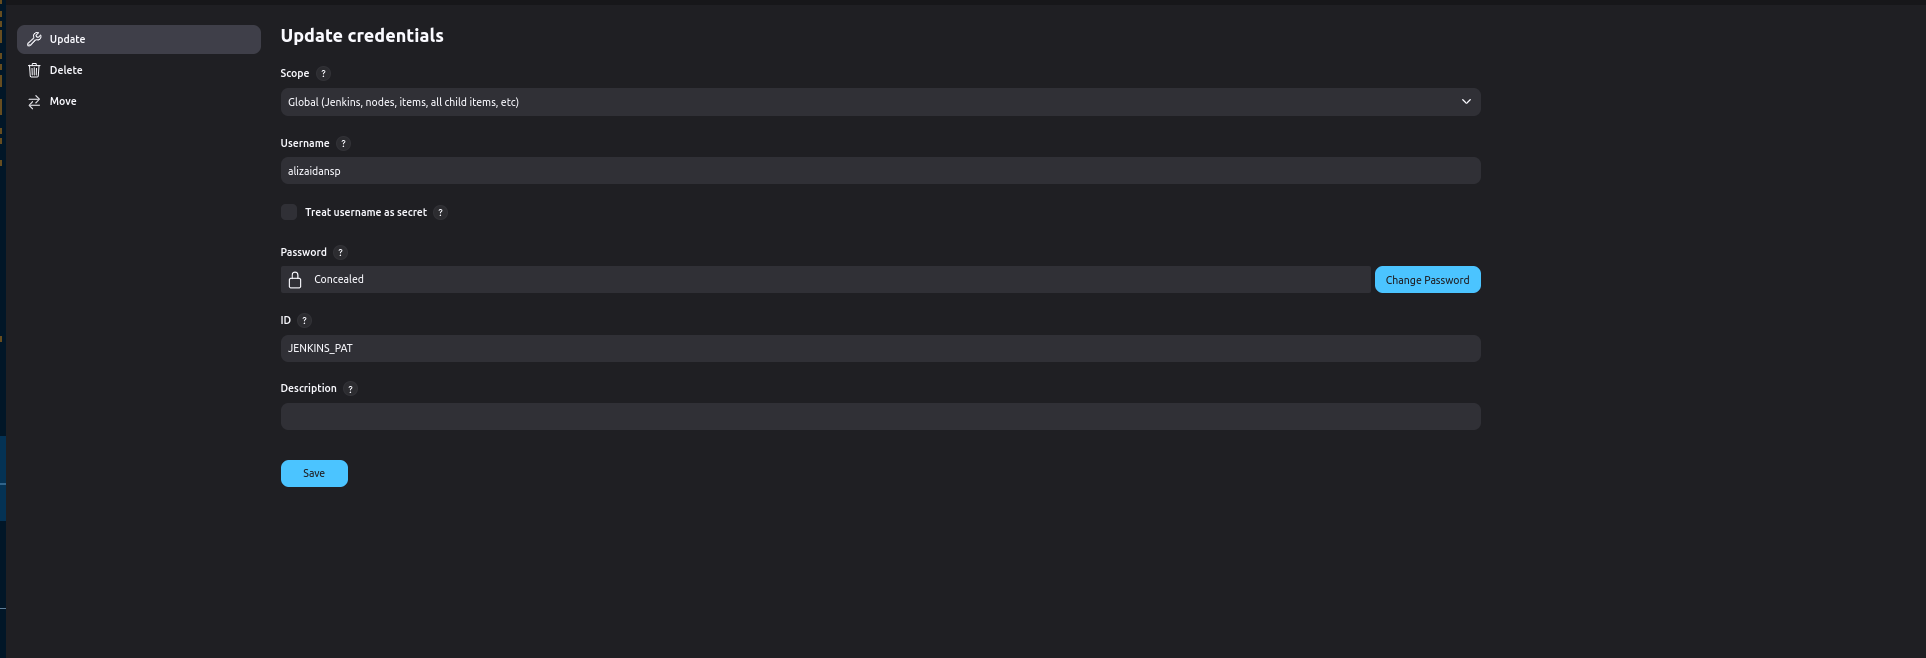 Update
Delete
Move
Update credentials
Scope ?
Global (Jenkins, nodes, items, all child items, etc)
Username ?
alizaidansp
Treat username as secret ?
Password ?
Concealed
Change Password
ID ?
JENKINS_PAT
Description ?
Save